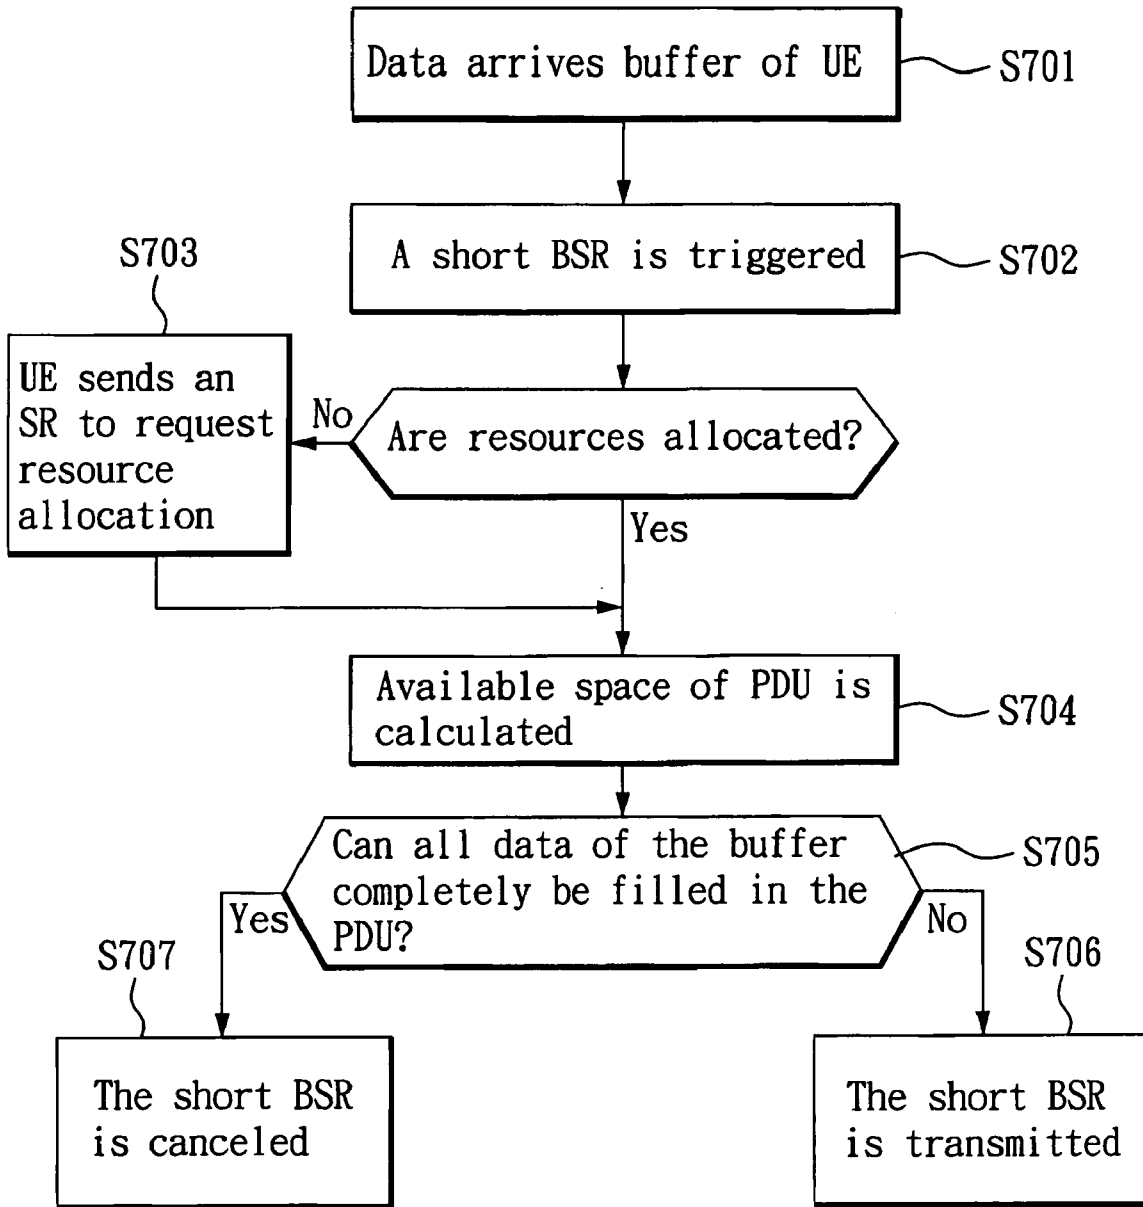 Data arrives buffer of UE
S701
A short BSR is triggered
S702
S703
UE sends an
SR to request
resource
allocation
No
Are resources allocated?
Yes
Available space of PDU is
calculated
S704
Can all data of the buffer
completely be filled in the
PDU?
S705
Yes
No
S707
S706
The short BSR
is canceled
The short BSR
is transmitted